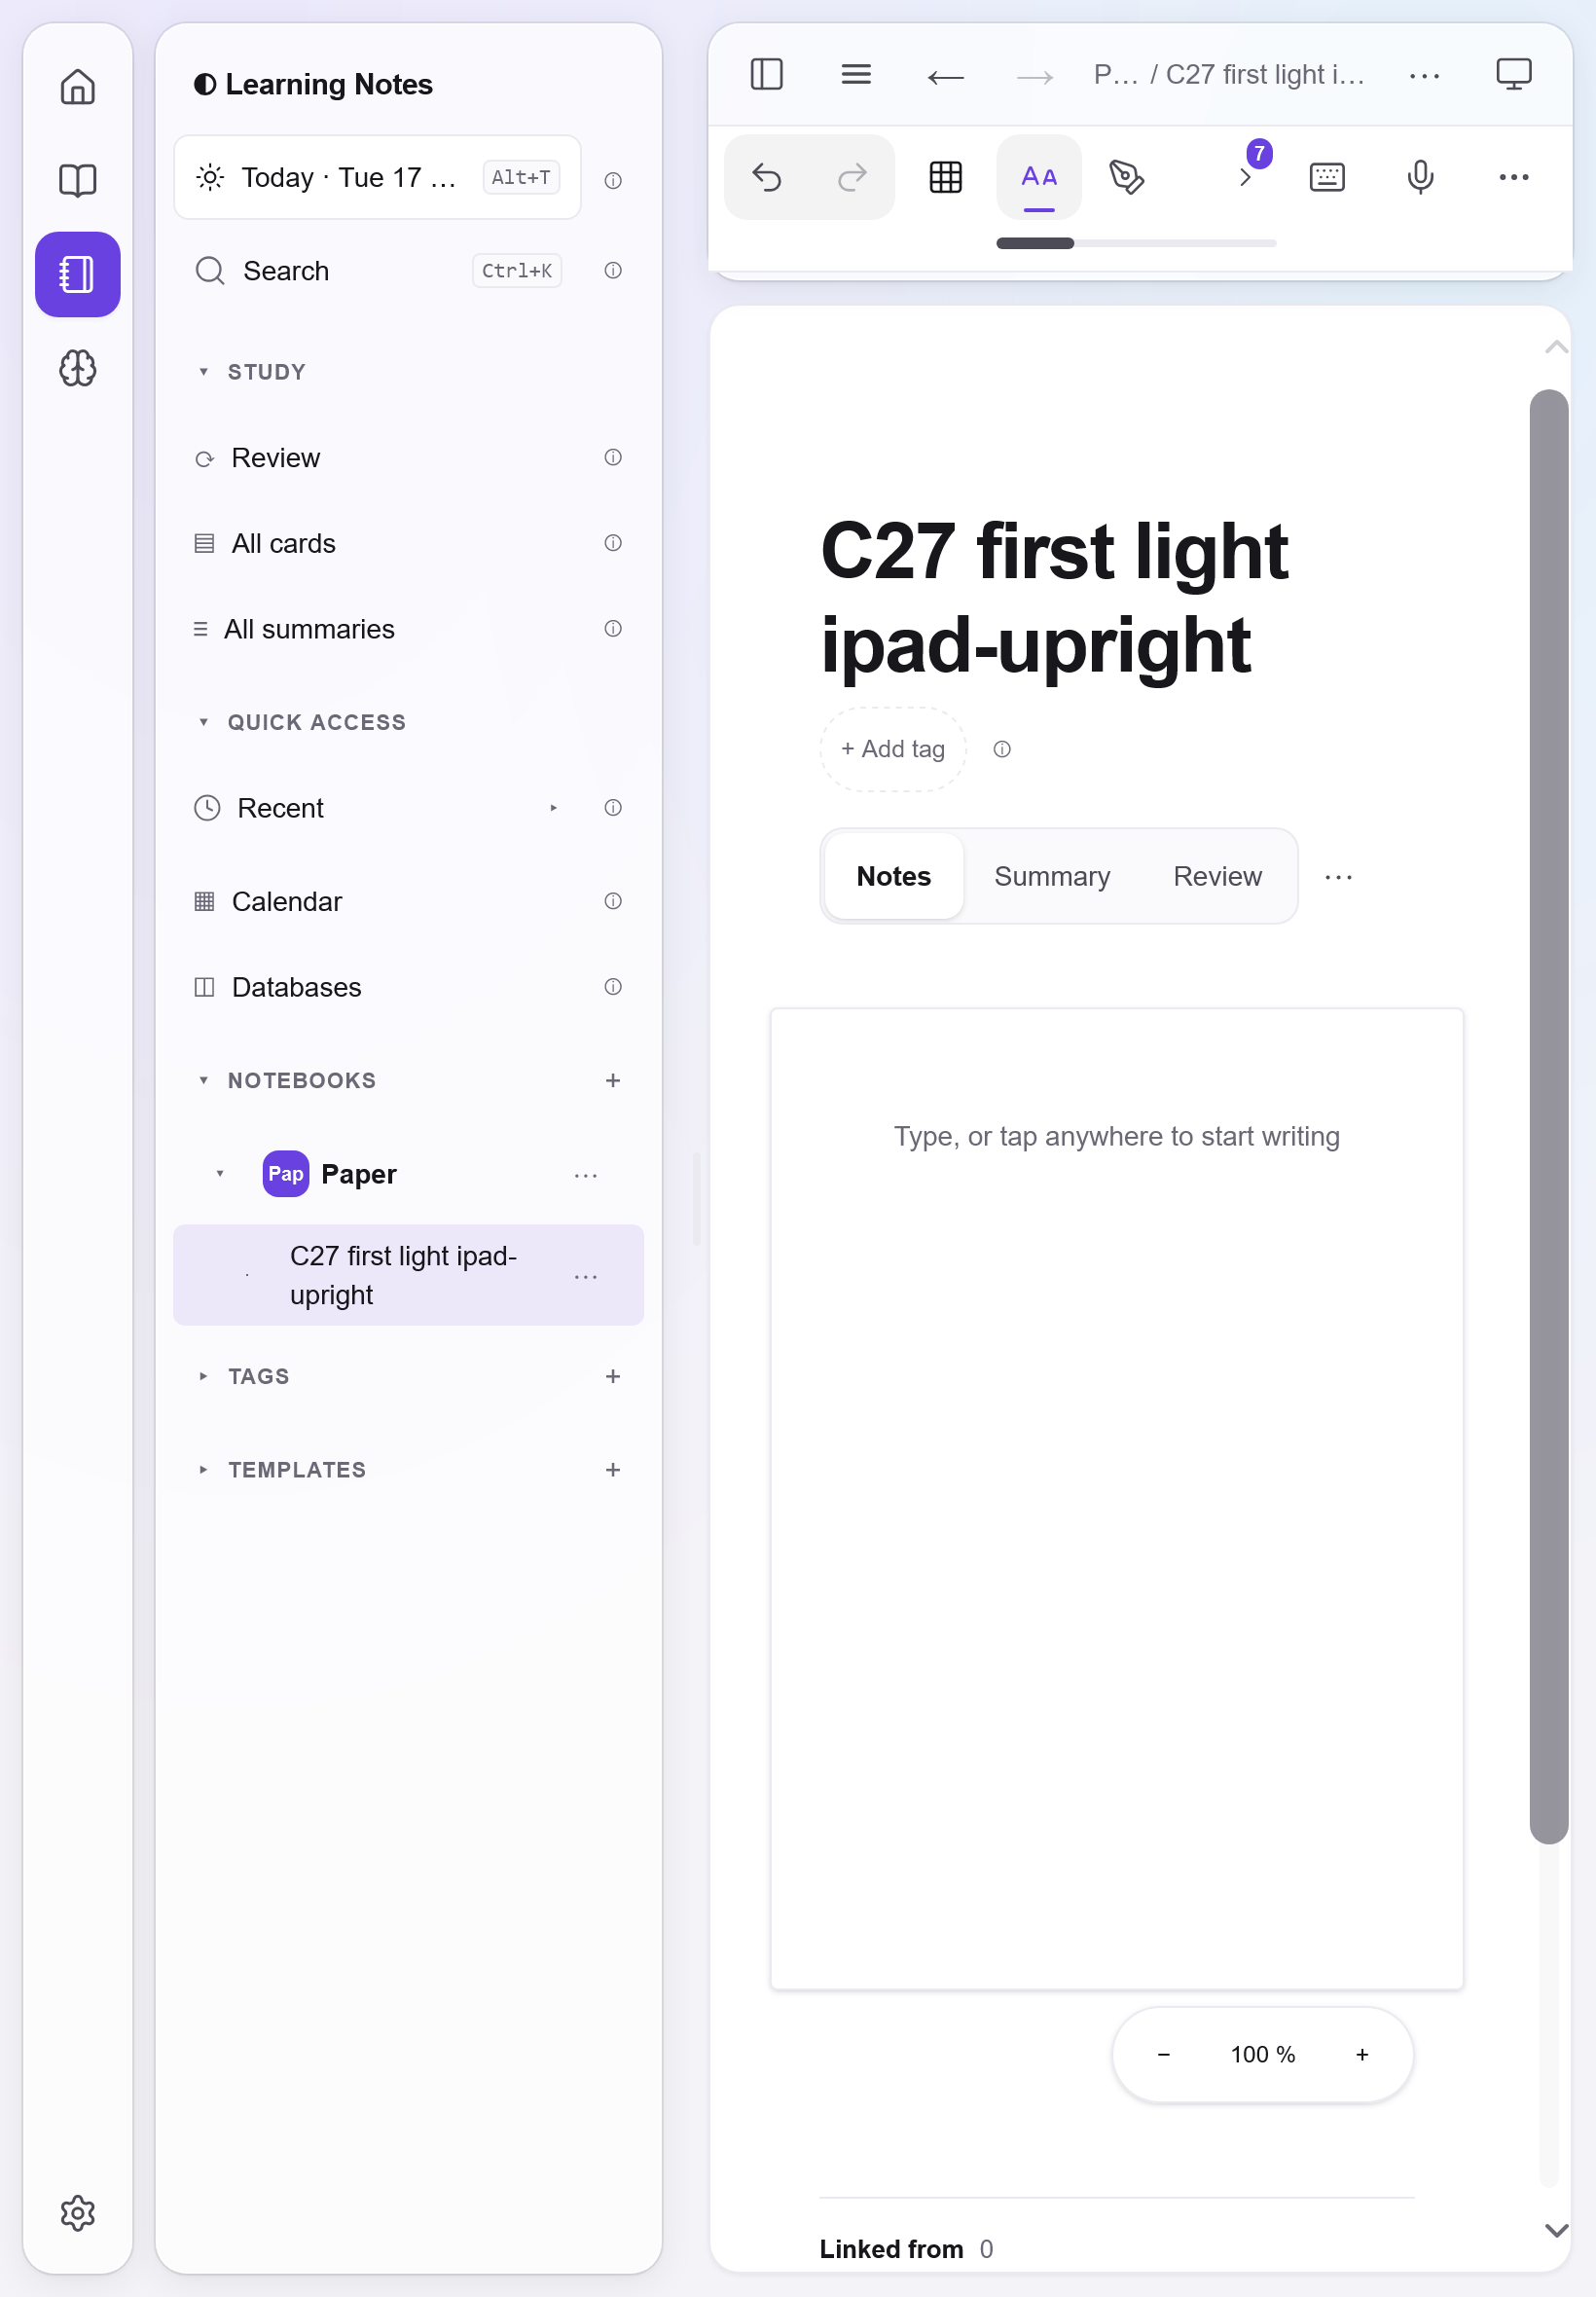 Learning Notes
Today · Tue 17 … Alt+T
Search Ctrl+K
STUDY
Review
All cards
All summaries
QUICK ACCESS
Recent
Calendar
Databases
NOTEBOOKS +
Pap Paper …
C27 first light ipad-
upright …
TAGS +
TEMPLATES +
P… / C27 first light i… …
AA 7
C27 first light
ipad-upright
+ Add tag
Notes Summary Review …
Type, or tap anywhere to start writing
− 100 % +
Linked from 0